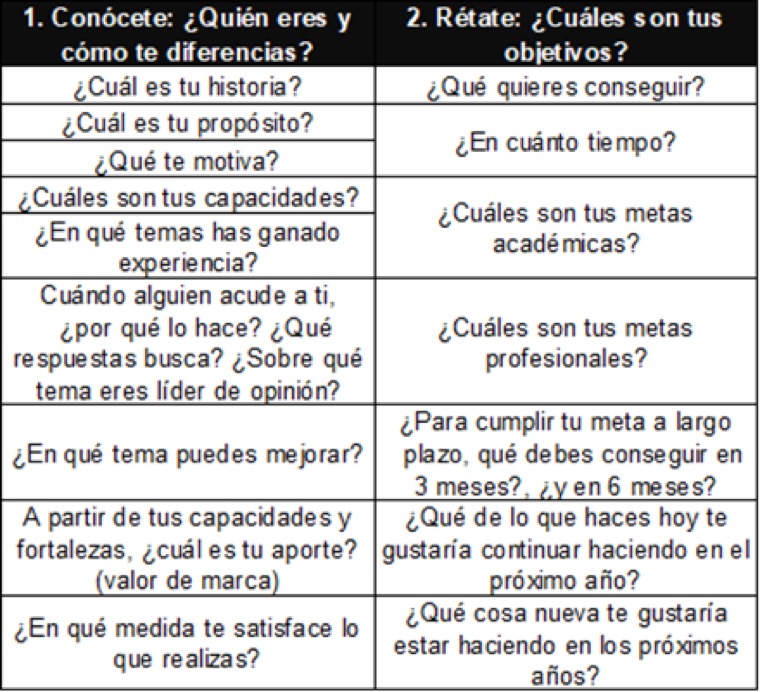 1. Conócete: ¿Quién eres y
cómo te diferencias?
2. Rétate: ¿Cuáles son tus
objetivos?
¿Cuál es tu historia?
¿Qué quieres conseguir?
¿Cuál es tu propósito?
¿En cuánto tiempo?
¿Qué te motiva?
¿Cuáles son tus capacidades?
¿Cuáles son tus metas
académicas?
¿En qué temas has ganado
experiencia?
Cuándo alguien acude a ti,
¿por qué lo hace? ¿Qué
respuestas busca? ¿Sobre qué
tema eres líder de opinión?
¿Cuáles son tus metas
profesionales?
¿En qué tema puedes mejorar?
¿Para cumplir tu meta a largo
plazo, qué debes conseguir en
3 meses?, ¿y en 6 meses?
A partir de tus capacidades y
fortalezas, ¿cuál es tu aporte?
(valor de marca)
¿Qué de lo que haces hoy te
gustaría continuar haciendo en el
próximo año?
¿En qué medida te satisface lo
que realizas?
¿Qué cosa nueva te gustaría
estar haciendo en los próximos
años?